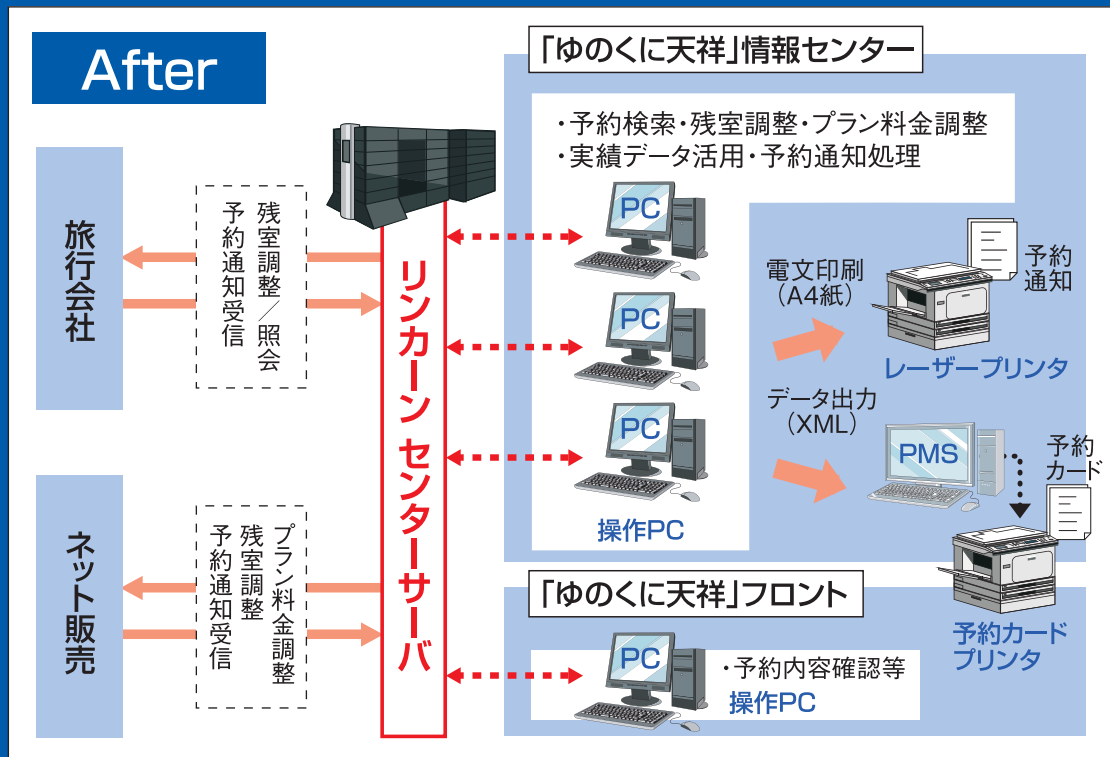 After
旅行会社
残室調整／照会
予約通知受信
ネット販売
プラン料金調整
残室調整
予約通知受信
リンカーン センターサーバ
「ゆのくに天祥」情報センター
・予約検索・残室調整・プラン料金調整
・実績データ活用・予約通知処理
PC
PC
PC
操作PC
電文印刷
（A4紙）
予約
通知
レーザープリンタ
データ出力
（XML）
PMS
予約
カード
予約カード
プリンタ
「ゆのくに天祥」フロント
PC
・予約内容確認等
操作PC